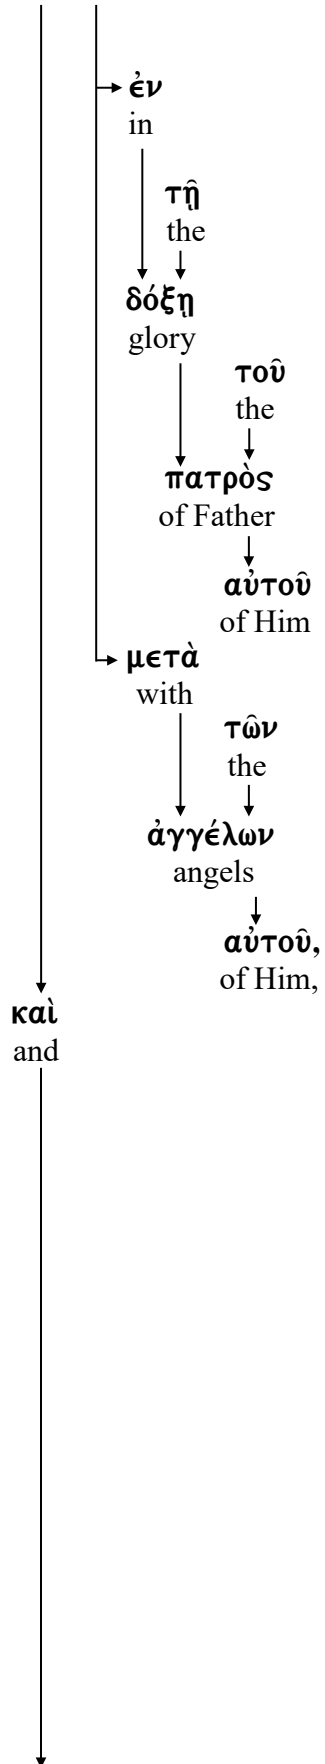 ἐν
in
τῇ
the
δόξῃ
glory
τοῦ
the
πατρὸς
of Father
αὐτοῦ
of Him
μετὰ
with
τῶν
the
ἀγγέλων
angels
αὐτοῦ,
of Him,
καὶ
and